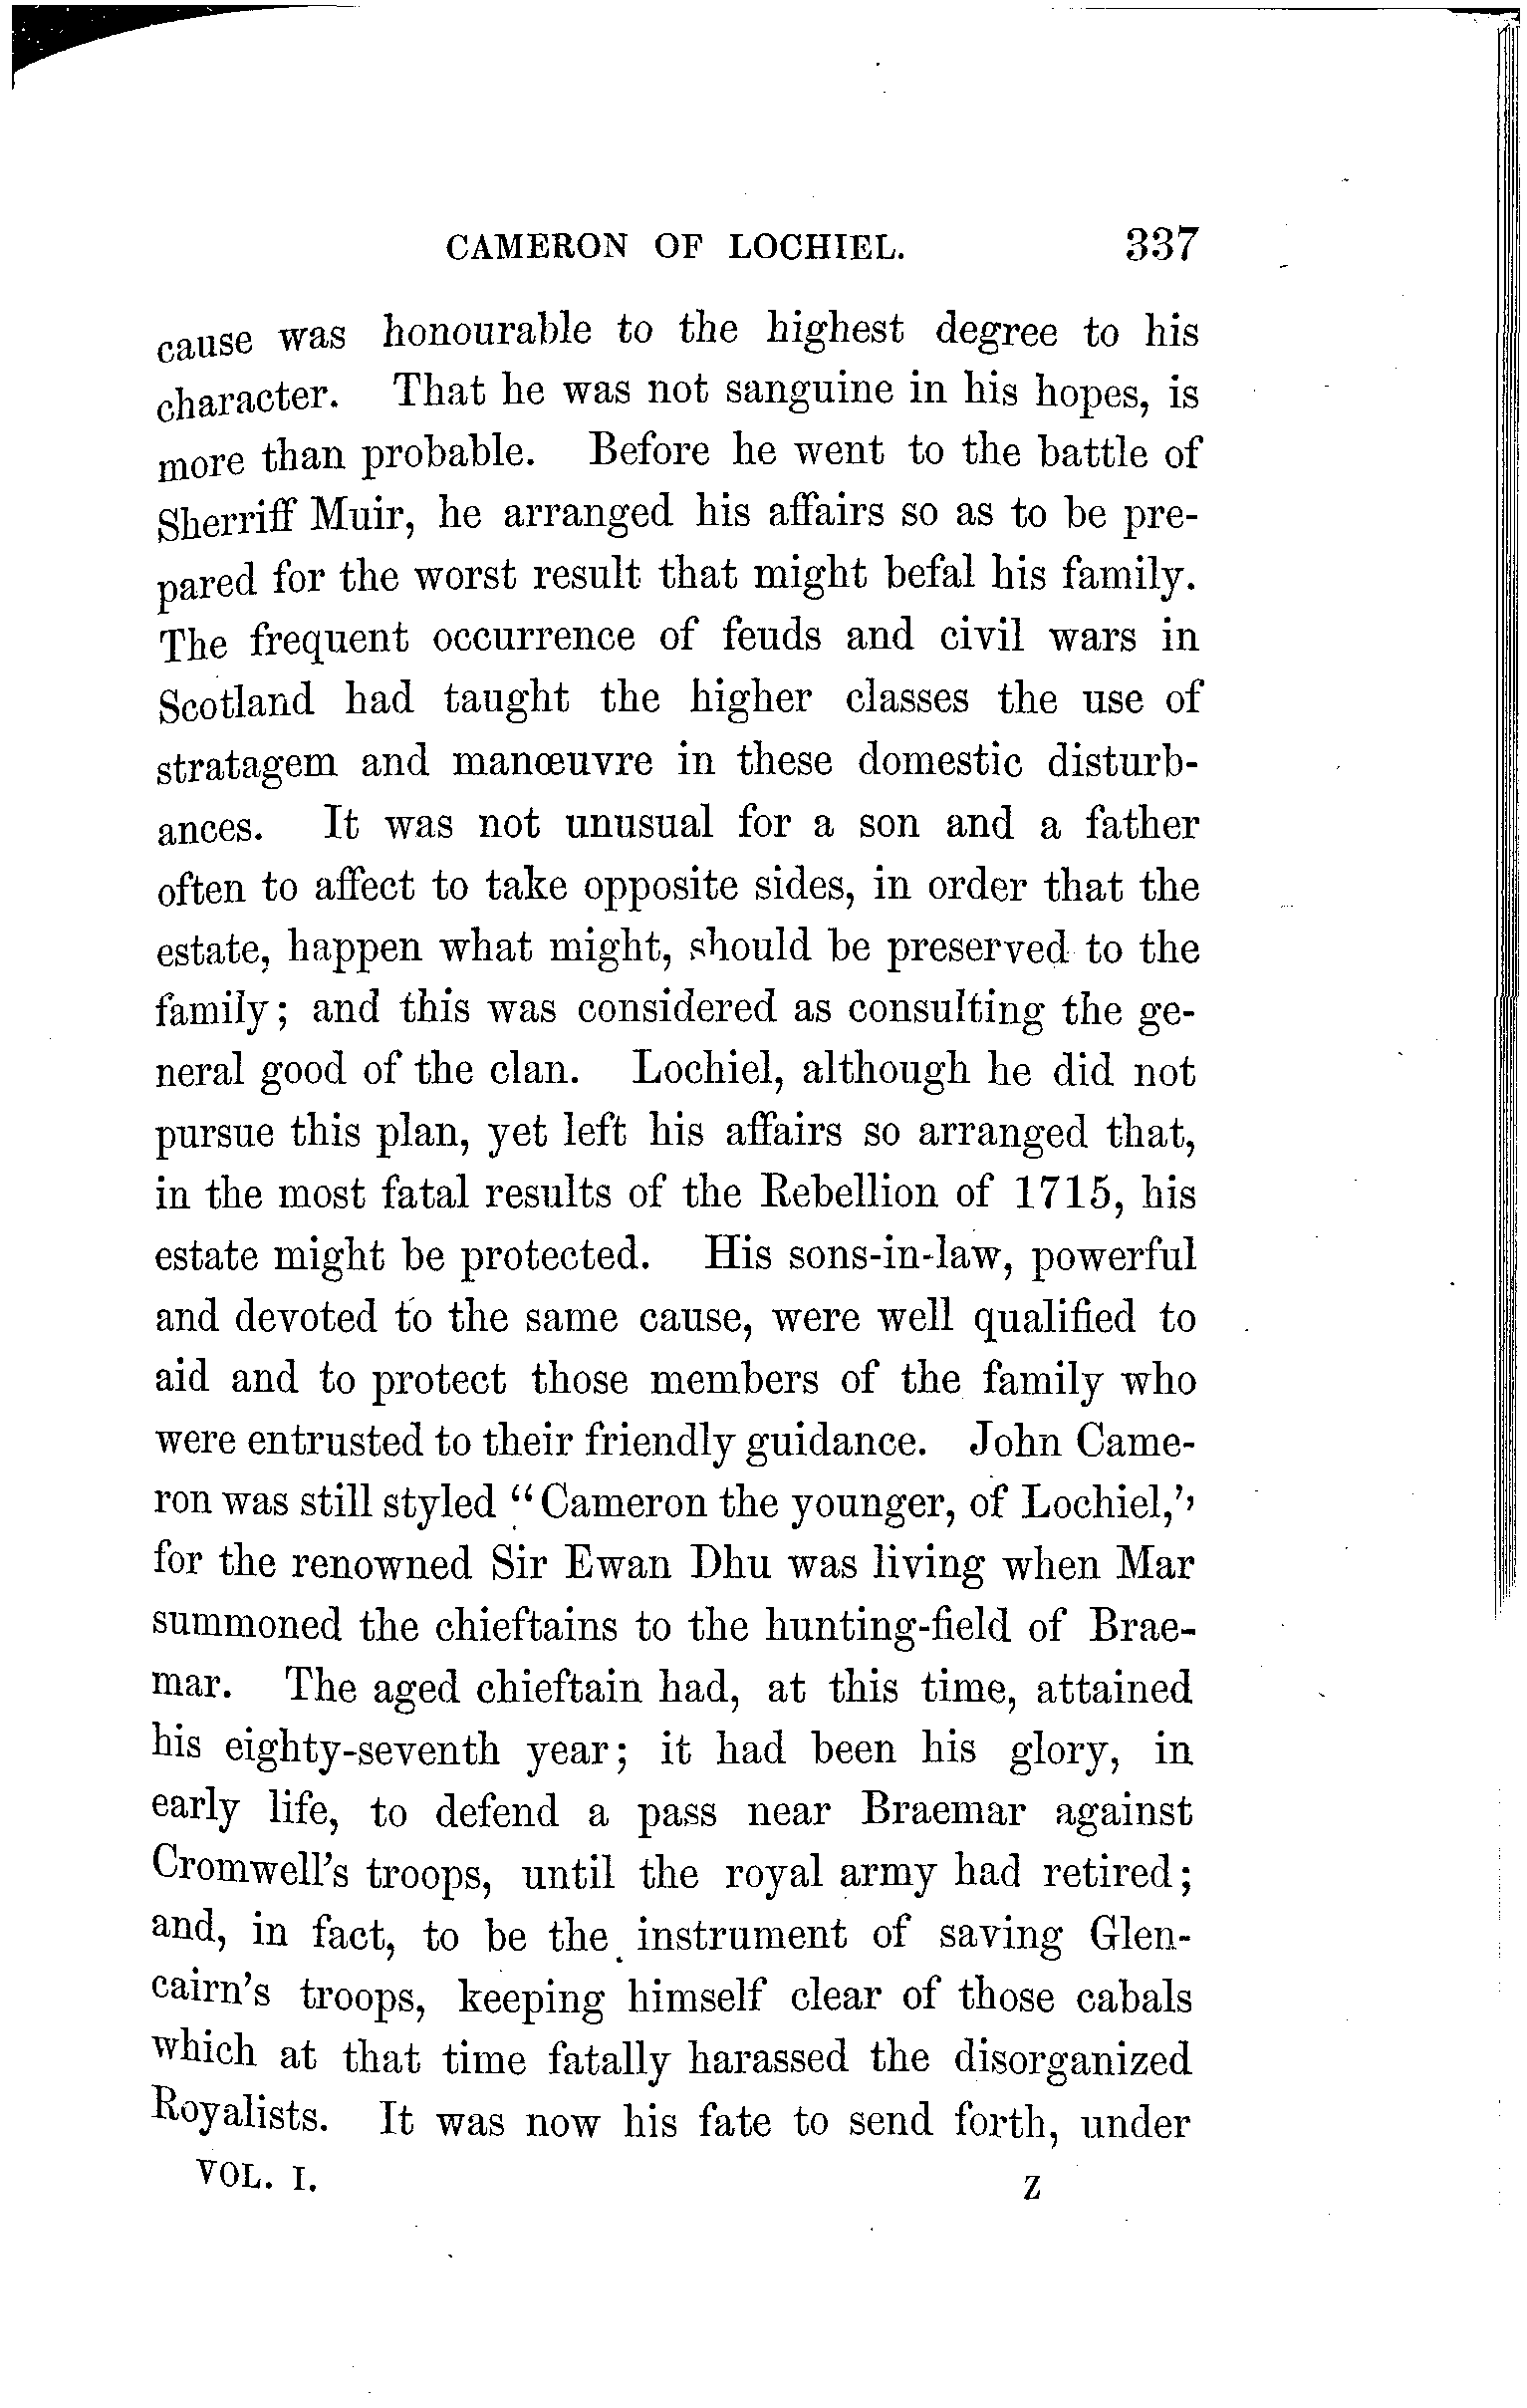 CAMERON OF LOCHIEL. 337
cause was honourable to the highest degree to his
character. That he was not sanguine in his hopes, is
more than probable. Before he went to the battle of
Sherriff Muir, he arranged his affairs so as to be pre-
pared for the worst result that might befal his family.
The frequent occurrence of feuds and civil wars in
Scotland had taught the higher classes the use of
stratagem and manœuvre in these domestic disturb-
ances. It was not unusual for a son and a father
often to affect to take opposite sides, in order that the
estate, happen what might, should be preserved to the
family; and this was considered as consulting the ge-
neral good of the clan. Lochiel, although he did not
pursue this plan, yet left his affairs so arranged that,
in the most fatal results of the Rebellion of 1715, his
estate might be protected. His sons-in-law, powerful
and devoted to the same cause, were well qualified to
aid and to protect those members of the family who
were entrusted to their friendly guidance. John Came-
ron was still styled “Cameron the younger, of Lochiel,”
for the renowned Sir Ewan Dhu was living when Mar
summoned the chieftains to the hunting-field of Brae-
mar. The aged chieftain had, at this time, attained
his eighty-seventh year; it had been his glory, in
early life, to defend a pass near Braemar against
Cromwell's troops, until the royal army had retired;
and, in fact, to be the instrument of saving Glen-
cairn's troops, keeping himself clear of those cabals
which at that time fatally harassed the disorganized
Royalists. It was now his fate to send forth, under
VOL. I. Z